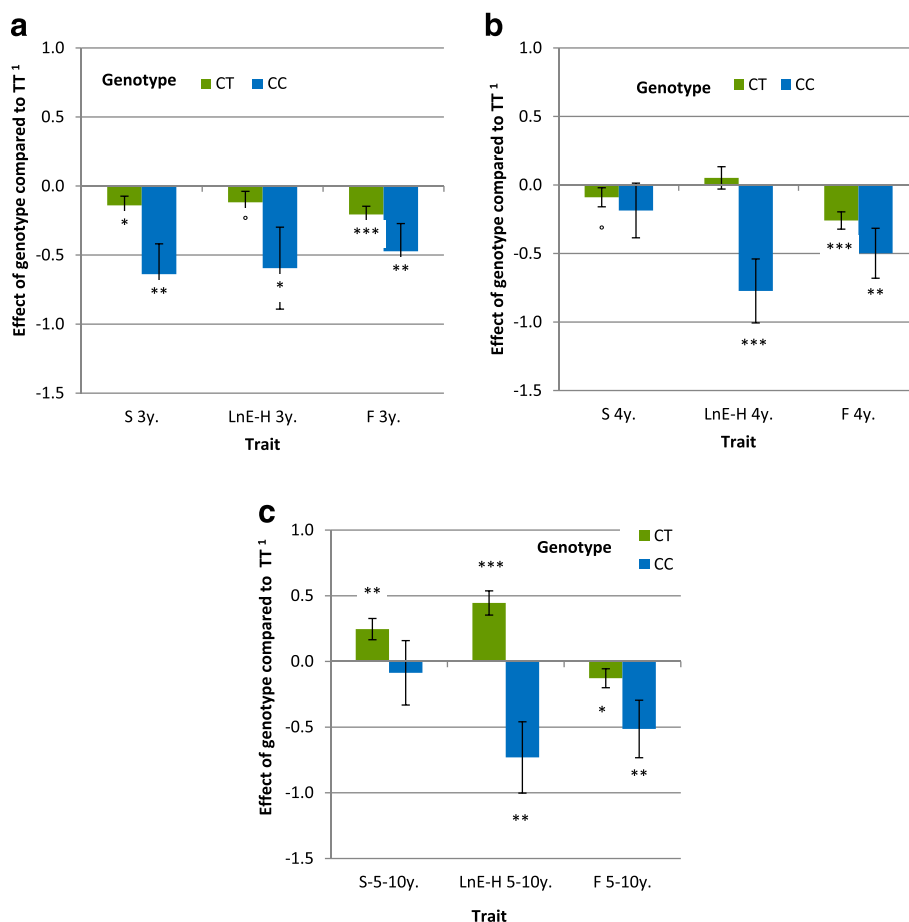 a
Effect of genotype compared to TT ¹
1.0
0.5
0.0
-0.5
-1.0
-1.5
Genotype CT CC
* ** ° * *** **
S 3y. LnE-H 3y. F 3y.
Trait
b
Effect of genotype compared to TT ¹
1.0
0.5
0.0
-0.5
-1.0
-1.5
Genotype CT CC
° *** *** **
S 4y. LnE-H 4y. F 4y.
Trait
c
Effect of genotype compared to TT ¹
1.0
0.5
0.0
-0.5
-1.0
-1.5
Genotype
CT
CC
** *** ** * **
S-5-10y. LnE-H 5-10y. F 5-10y.
Trait